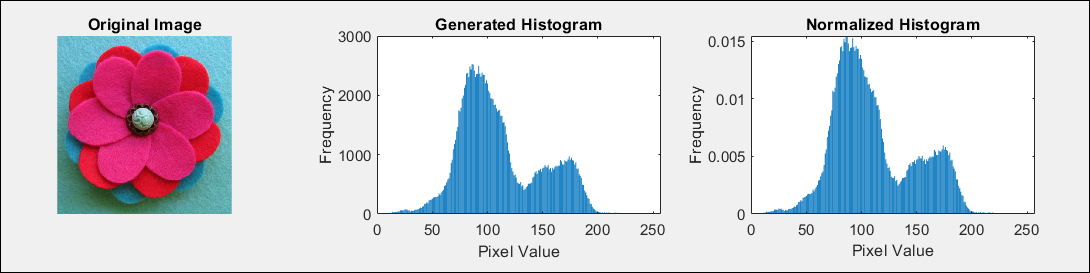 Original Image
Generated Histogram
Normalized Histogram
3000
2000
1000
0
Frequency
0 50 100 150 200 250
Pixel Value
0.015
0.01
0.005
0
Frequency
0 50 100 150 200 250
Pixel Value